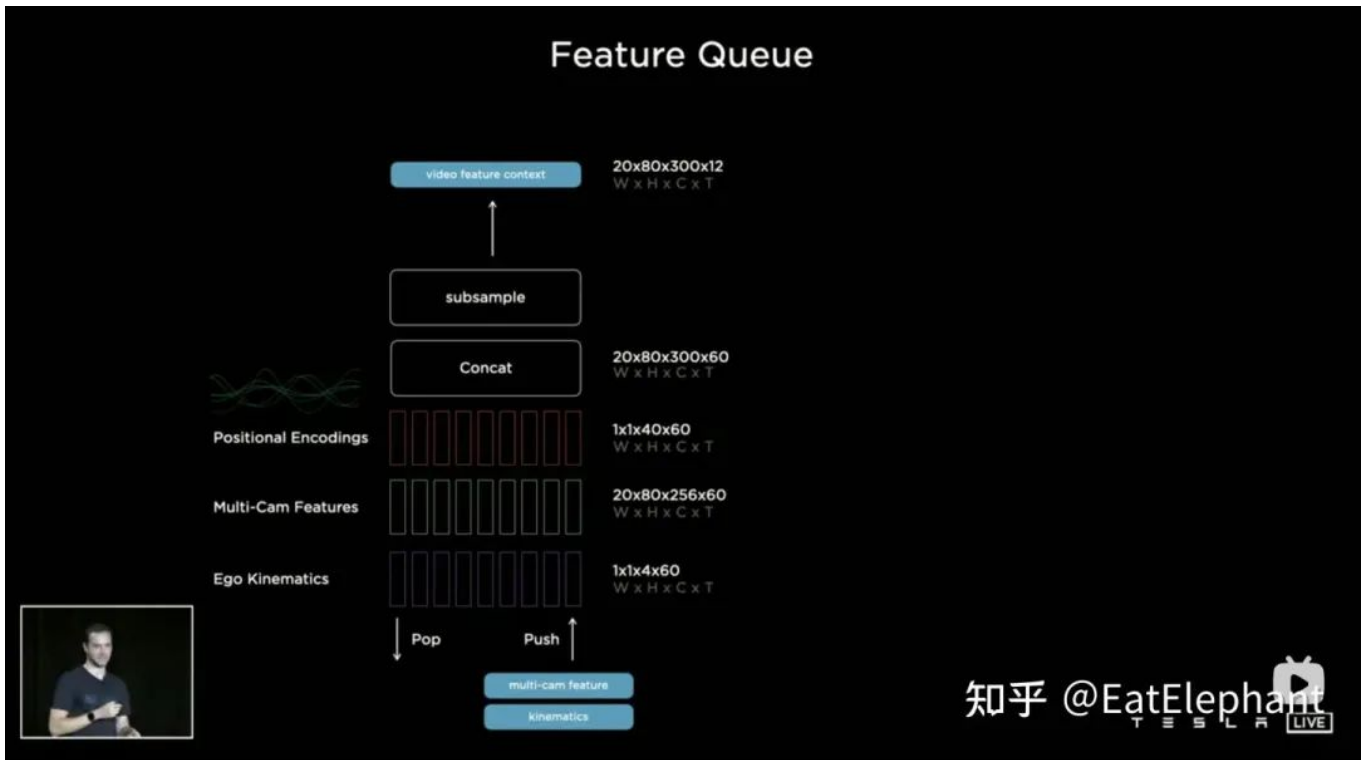 Feature Queue
video feature context
20x80x300x12
W x H x C x T
subsample
Concat
20x80x300x60
W x H x C x T
Positional Encodings
1x1x40x60
W x H x C x T
Multi-Cam Features
20x80x256x60
W x H x C x T
Ego Kinematics
1x1x4x60
W x H x C x T
Pop
Push
multi-cam feature
kinematics
知乎 @EatElephant
TESLA
LIVE